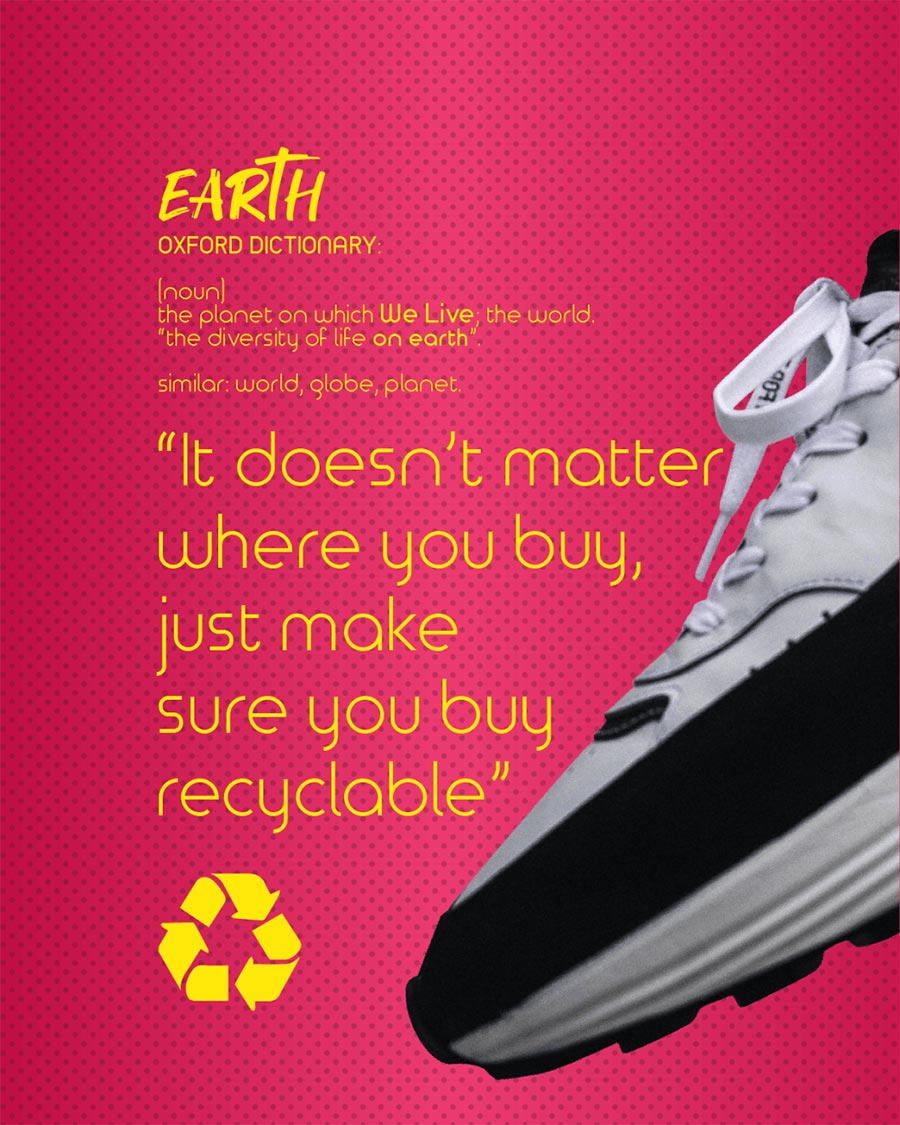 EARTH
OXFORD DICTIONARY:
(noun)
the planet on which We Live; the world.
"the diversity of life on earth".
similar: world, globe, planet.
“It doesn’t matter
where you buy,
just make
sure you buy
recyclable”